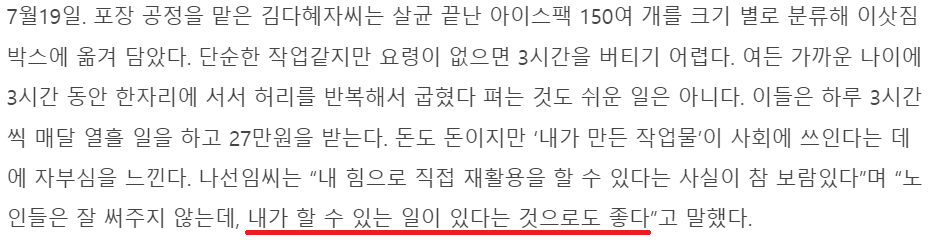 7월19일. 포장 공정을 맡은 김다혜자씨는 살균 끝난 아이스팩 150여 개를 크기 별로 분류해 이삿짐
박스에 옮겨 담았다. 단순한 작업같지만 요령이 없으면 3시간을 버티기 어렵다. 여든 가까운 나이에
3시간 동안 한자리에 서서 허리를 반복해서 굽혔다 펴는 것도 쉬운 일은 아니다. 이들은 하루 3시간
씩 매달 열흘 일을 하고 27만원을 받는다. 돈도 돈이지만 ‘내가 만든 작업물’이 사회에 쓰인다는 데
에 자부심을 느낀다. 나선임씨는 “내 힘으로 직접 재활용을 할 수 있다는 사실이 참 보람있다”며 “노
인들은 잘 써주지 않는데, 내가 할 수 있는 일이 있다는 것으로도 좋다”고 말했다.